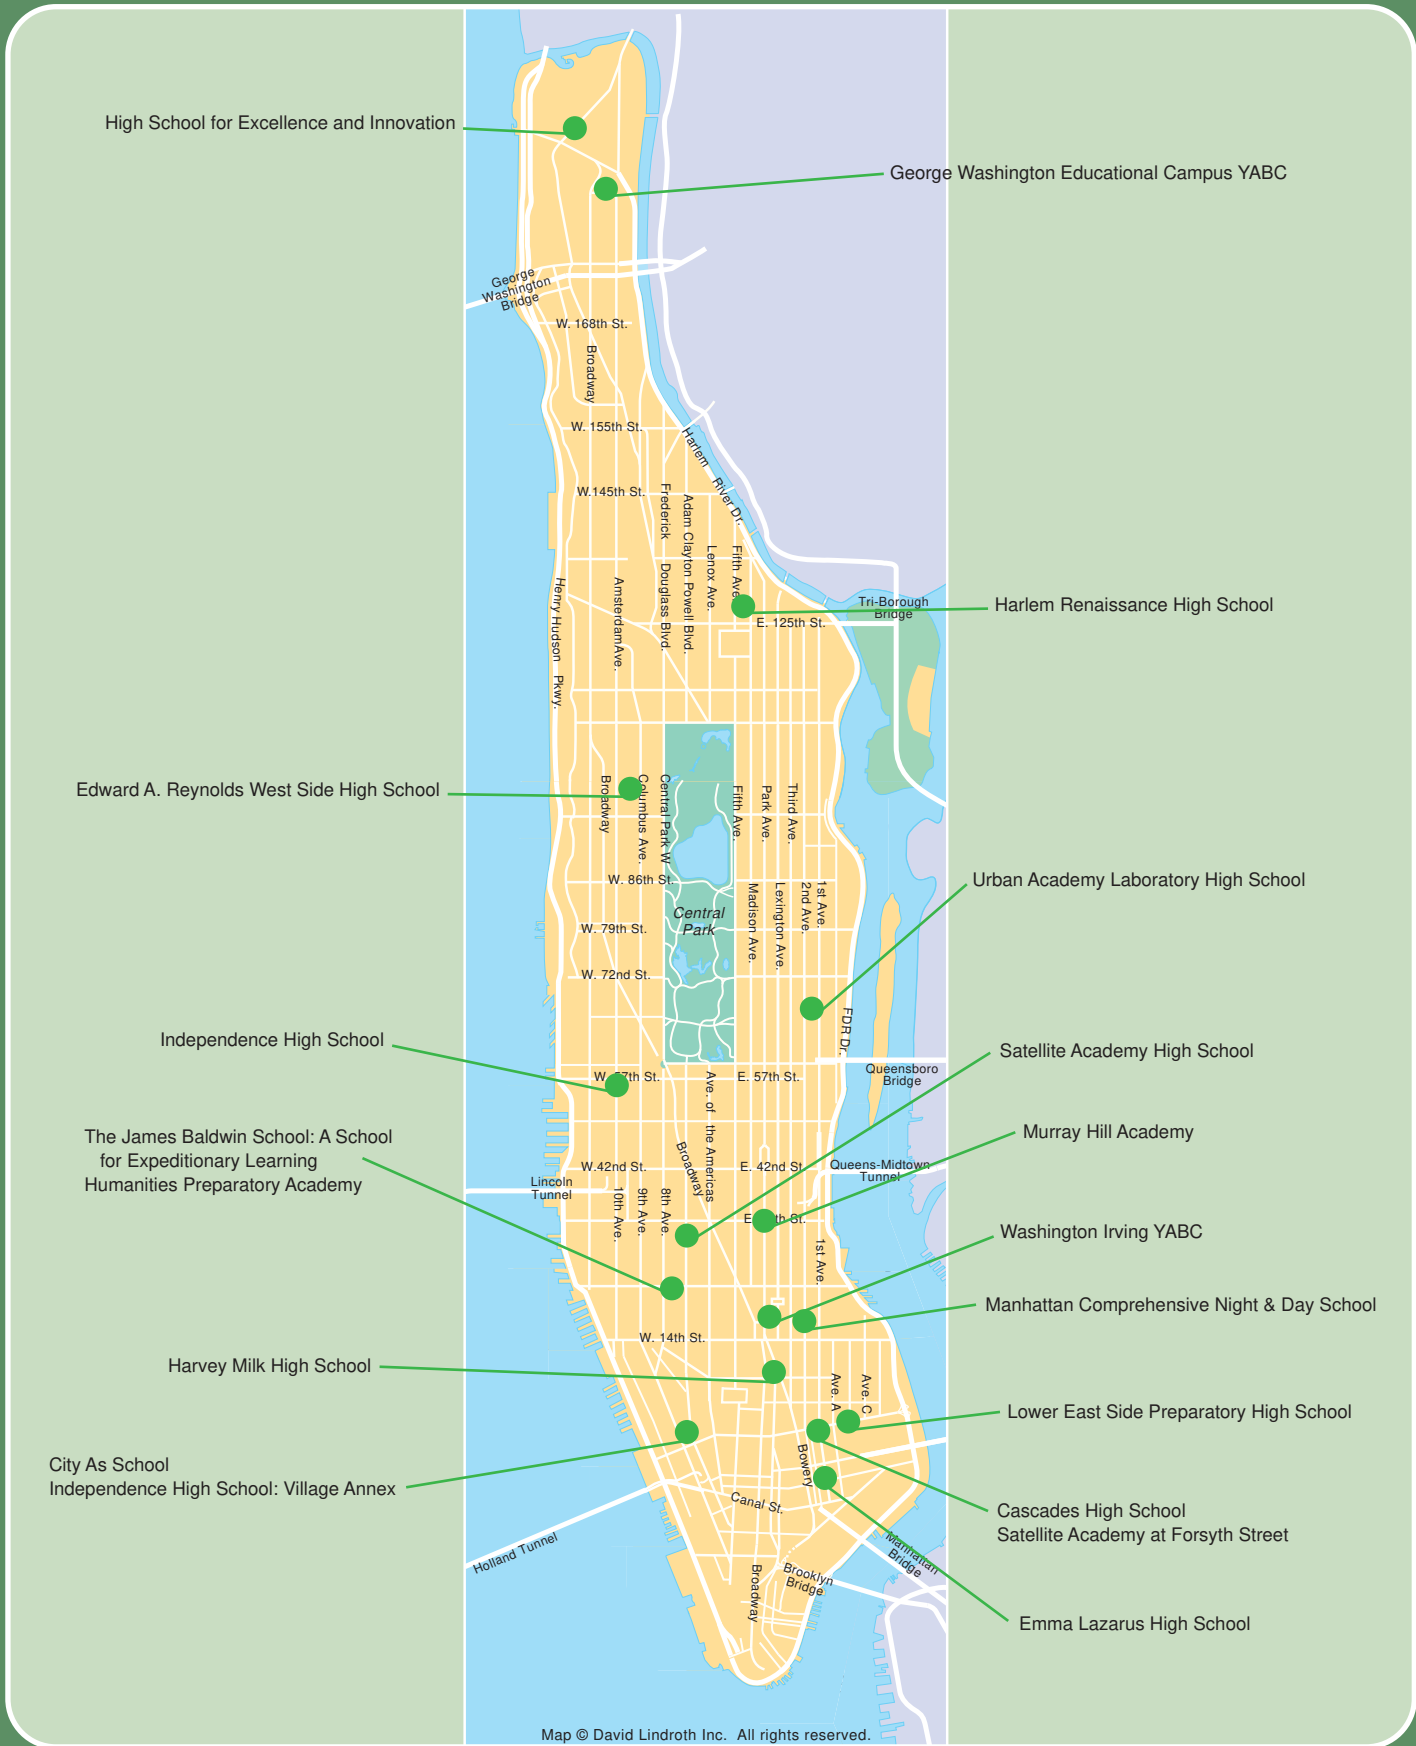 High School for Excellence and Innovation
George Washington Educational Campus YABC
George
Washington
Bridge
W. 168th St.
Broadway
W. 155th St.
Harlem River Dr.
W.145th St.
Frederick Douglass Blvd.
Adam Clayton Powell Blvd.
Lenox Ave.
Fifth Ave.
Henry Hudson Pkwy.
AmsterdamAve.
Tri-Borough
Bridge
Harlem Renaissance High School
E. 125th St.
Edward A. Reynolds West Side High School
Broadway
Columbus Ave.
Central Park W
Fifth Ave.
Park Ave.
Third Ave.
W. 86th St.
Urban Academy Laboratory High School
Madison Ave.
Lexington Ave.
2nd Ave.
1st Ave.
Central
Park
W. 79th St.
W. 72nd St.
FDR Dr.
Independence High School
Satellite Academy High School
W. 57th St.
E. 57th St.
Queensboro
Bridge
Ave. of the Americas
Murray Hill Academy
The James Baldwin School: A School
for Expeditionary Learning
Humanities Preparatory Academy
Broadway
W.42nd St.
E. 42nd St.
Queens-Midtown
Tunnel
Lincoln
Tunnel
10th Ave.
9th Ave.
8th Ave.
E. th St.
Washington Irving YABC
1st Ave.
Manhattan Comprehensive Night & Day School
W. 14th St.
Harvey Milk High School
Ave. A
Ave. C
Lower East Side Preparatory High School
City As School
Independence High School: Village Annex
Bowery
Canal St.
Cascades High School
Satellite Academy at Forsyth Street
Holland Tunnel
Manhattan
Bridge
Brooklyn
Bridge
Broadway
Emma Lazarus High School
Map © David Lindroth Inc. All rights reserved.